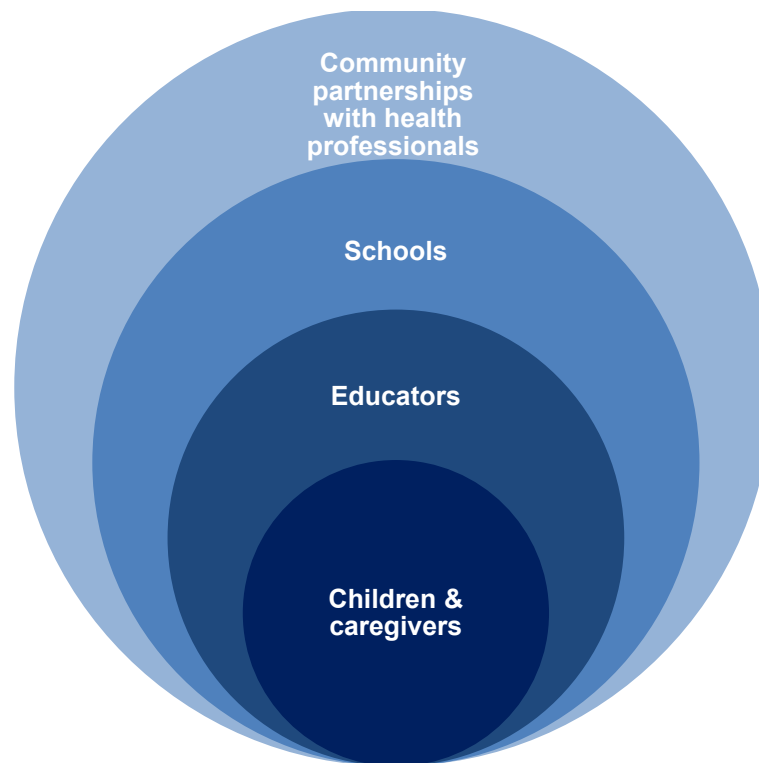 Community
partnerships
with health
professionals
Schools
Educators
Children &
caregivers